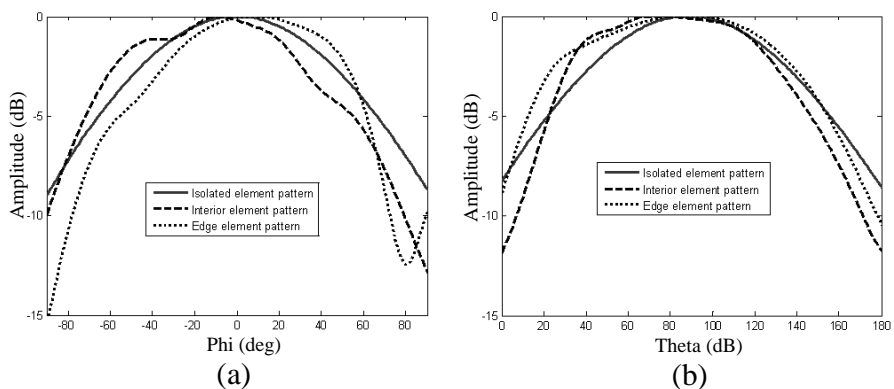 0
-5
-10
-15
Amplitude (dB)
Isolated element pattern
Interior element pattern
Edge element pattern
-80 -60 -40 -20 0 20 40 60 80
Phi (deg)
(a)
0
-5
-10
-15
Amplitude (dB)
Isolated element pattern
Interior element pattern
Edge element pattern
0 20 40 60 80 100 120 140 160 180
Theta (dB)
(b)